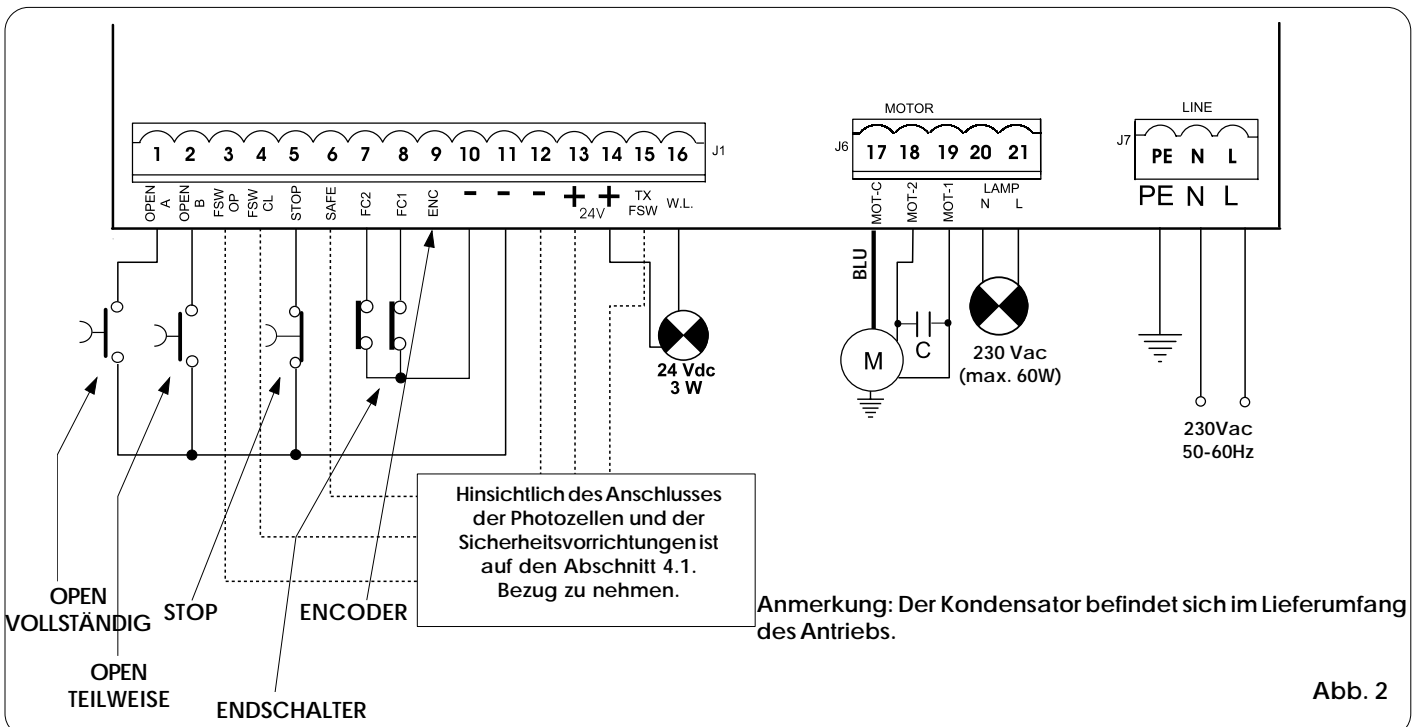 MOTOR
LINE
J1
J6
J7
1 2 3 4 5 6 7 8 9 10 11 12 13 14 15 16
17 18 19 20 21
PE N L
OPEN A
OPEN B
FSW OP
FSW CL
STOP
SAFE
FC2
FC1
ENC
- - - + +
24V
TX FSW
W.L.
MOT-C
MOT-2
MOT-1
LAMP
N L
PE N L
BLU
M
C
24 Vdc
3 W
230 Vac
(max. 60W)
230Vac
50-60Hz
Hinsichtlich des Anschlusses
der Photozellen und der
Sicherheitsvorrichtungen ist
auf den Abschnitt 4.1.
Bezug zu nehmen.
OPEN
VOLLSTÄNDIG
STOP
ENCODER
OPEN
TEILWEISE
ENDSCHALTER
Anmerkung: Der Kondensator befindet sich im Lieferumfang
des Antriebs.
Abb. 2